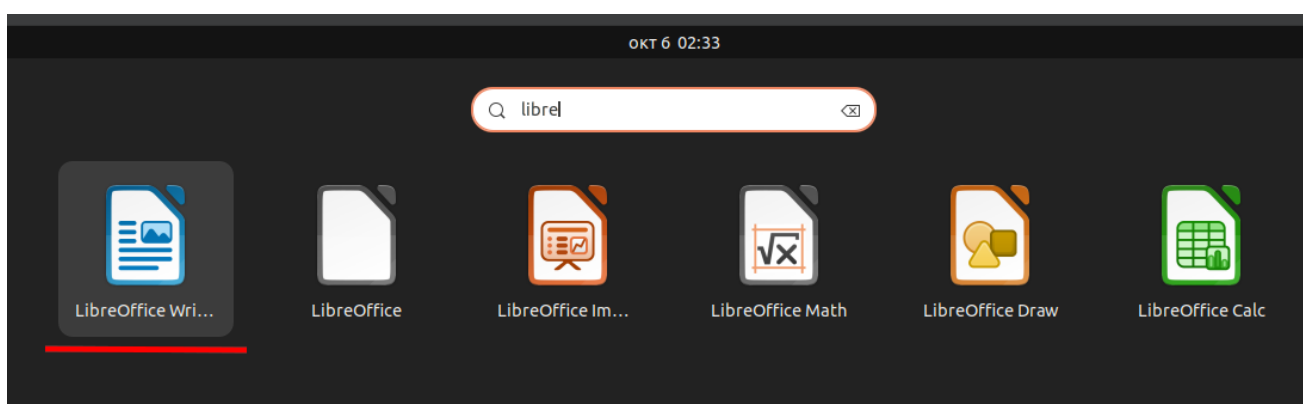 окт 6 02:33
libre
LibreOffice Wri...
LibreOffice
LibreOffice Im...
LibreOffice Math
LibreOffice Draw
LibreOffice Calc